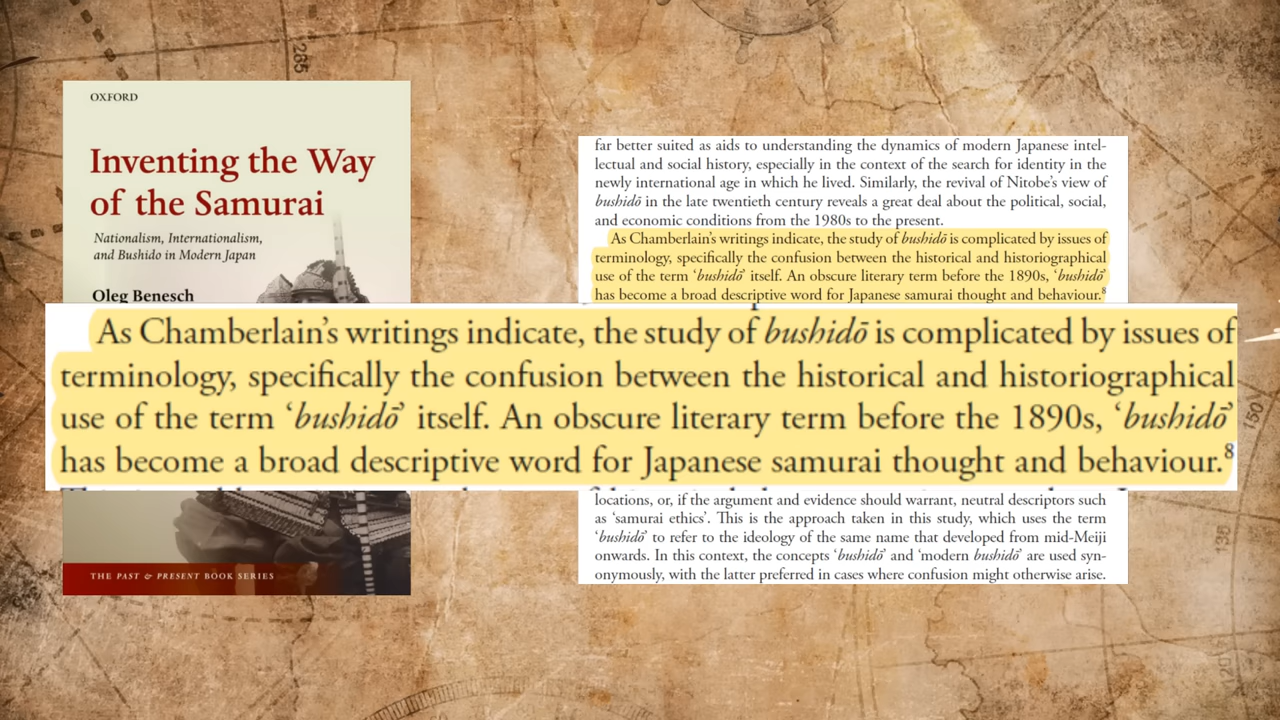 OXFORD
Inventing the Way
of the Samurai
Nationalism, Internationalism,
and Bushido in Modern Japan
Oleg Benesch
THE PAST & PRESENT BOOK SERIES
far better suited as aids to understanding the dynamics of modern Japanese intel-
lectual and social history, especially in the context of the search for identity in the
newly international age in which he lived. Similarly, the revival of Nitobe’s view of
bushidō in the late twentieth century reveals a great deal about the political, social,
and economic conditions from the 1980s to the present.
As Chamberlain’s writings indicate, the study of bushidō is complicated by issues of
terminology, specifically the confusion between the historical and historiographical
use of the term ‘bushidō’ itself. An obscure literary term before the 1890s, ‘bushidō’
has become a broad descriptive word for Japanese samurai thought and behaviour.8
As Chamberlain’s writings indicate, the study of bushidō is complicated by issues of
terminology, specifically the confusion between the historical and historiographical
use of the term ‘bushidō’ itself. An obscure literary term before the 1890s, ‘bushidō’
has become a broad descriptive word for Japanese samurai thought and behaviour.8
locations, or, if the argument and evidence should warrant, neutral descriptors such
as ‘samurai ethics’. This is the approach taken in this study, which uses the term
‘bushidō’ to refer to the ideology of the same name that developed from mid-Meiji
onwards. In this context, the concepts ‘bushidō’ and ‘modern bushidō’ are used syn-
onymously, with the latter preferred in cases where confusion might otherwise arise.
285
150
135
120